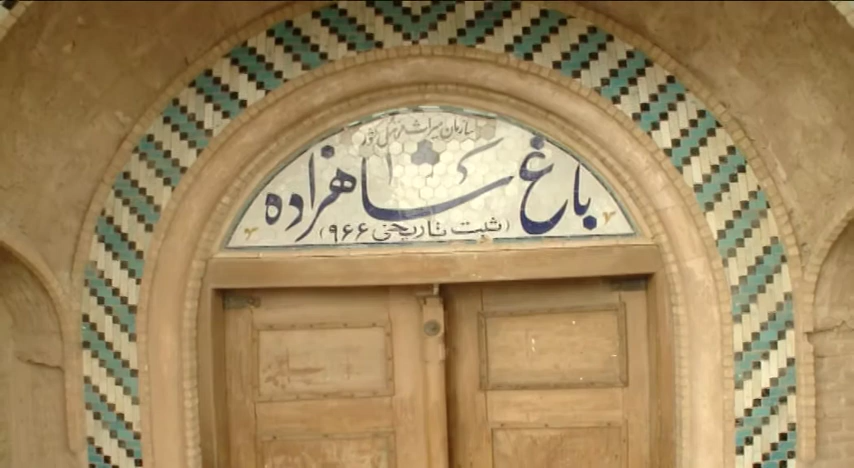 سازمان میراث فرهنگی کشور
باغ شاهزاده
(ثبت تاریخی ۹۶۶)